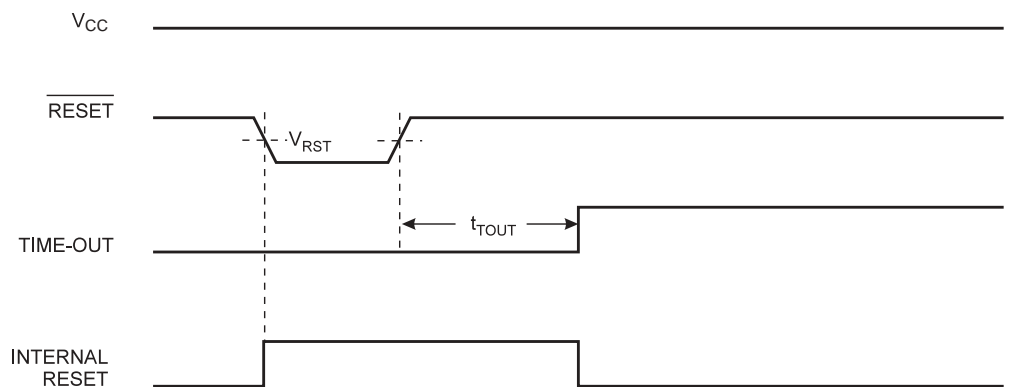 VCC
RESET
VRST
tTOUT
TIME-OUT
INTERNAL
RESET